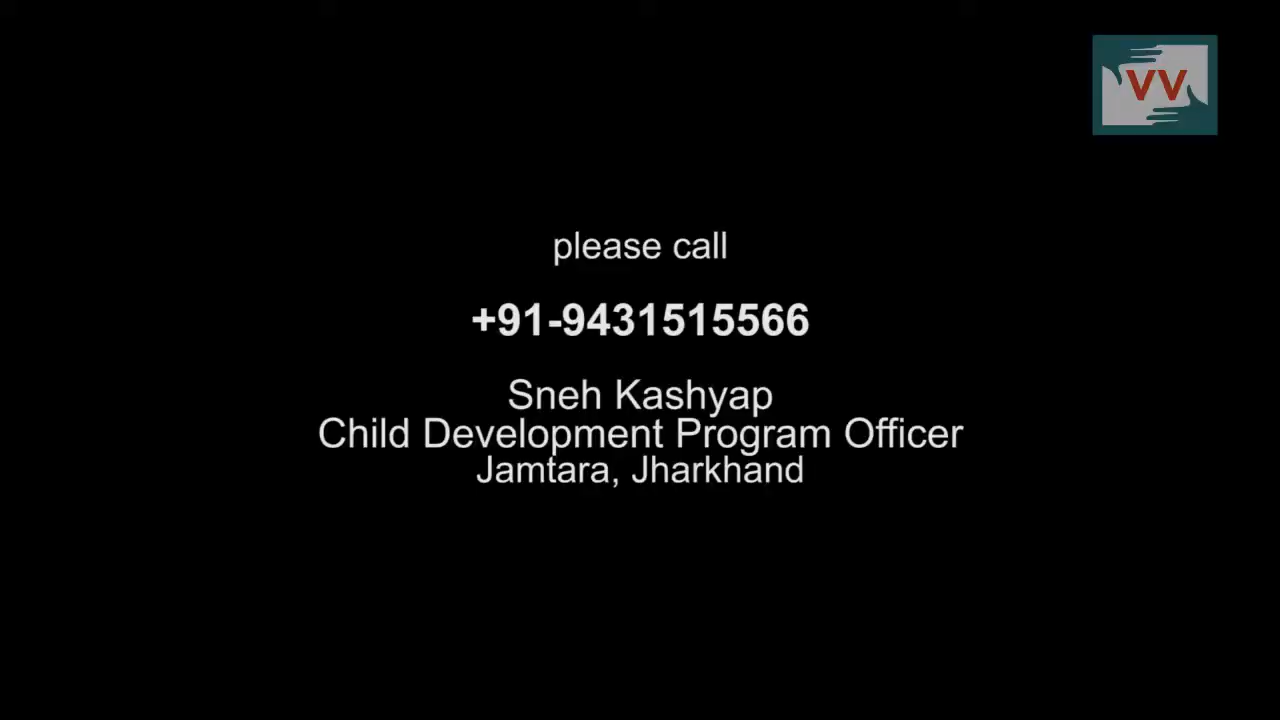 VV
please call
+91-9431515566
Sneh Kashyap
Child Development Program Officer
Jamtara, Jharkhand